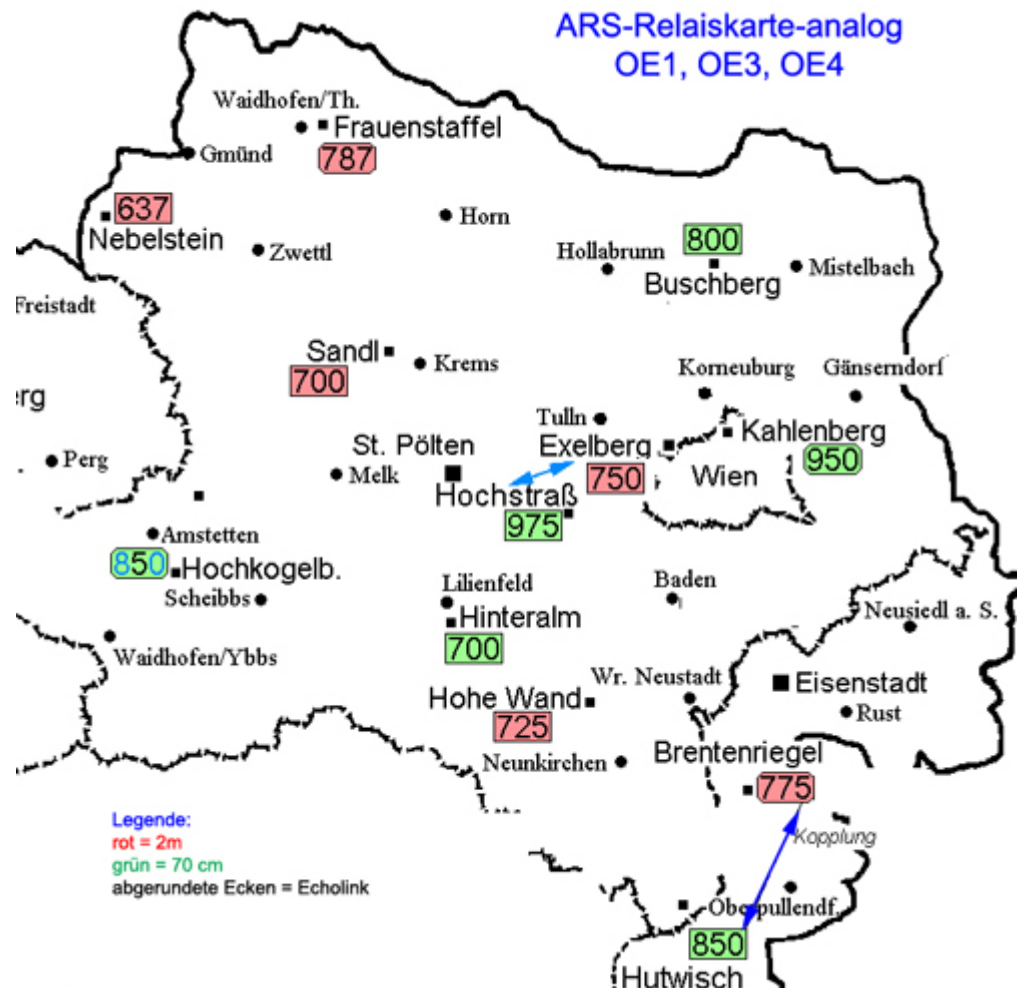 ARS-Relaiskarte-analog
OE1, OE3, OE4
Waidhofen/Th.
Frauenstaffel
787
Gmünd
637
Nebelstein
Horn
Zwettl
Hollabrunn
800
Buschberg
Mistelbach
Freistadt
Sandl
700
Krems
Korneuburg
Gänserndorf
erg
Tulln
Kahlenberg
950
St. Pölten
Exelberg
750
Wien
Perg
Melk
Hochstraß
975
Amstetten
850
Hochkogelb.
Scheibbs
Lilienfeld
Hinteralm
700
Baden
Neusiedl a. S.
Waidhofen/Ybbs
Wr. Neustadt
Eisenstadt
Hohe Wand
725
Rust
Neunkirchen
Brentenriegel
775
Kopplung
Legende:
rot = 2m
grün = 70 cm
abgerundete Ecken = Echolink
Oberpullendf.
850
Hutwisch